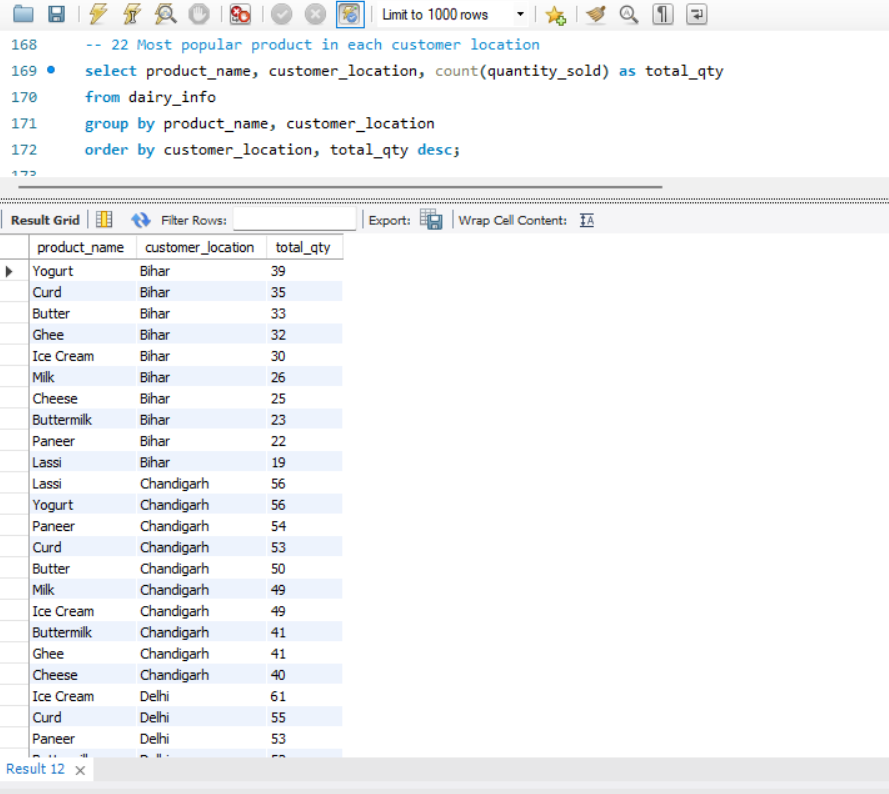 Limit to 1000 rows
168 -- 22 Most popular product in each customer location
169 select product_name, customer_location, count(quantity_sold) as total_qty
170 from dairy_info
171 group by product_name, customer_location
172 order by customer_location, total_qty desc;
Result Grid Filter Rows: Export: Wrap Cell Content: IA
product_name customer_location total_qty
Yogurt Bihar 39
Curd Bihar 35
Butter Bihar 33
Ghee Bihar 32
Ice Cream Bihar 30
Milk Bihar 26
Cheese Bihar 25
Buttermilk Bihar 23
Paneer Bihar 22
Lassi Bihar 19
Lassi Chandigarh 56
Yogurt Chandigarh 56
Paneer Chandigarh 54
Curd Chandigarh 53
Butter Chandigarh 50
Milk Chandigarh 49
Ice Cream Chandigarh 49
Buttermilk Chandigarh 41
Ghee Chandigarh 41
Cheese Chandigarh 40
Ice Cream Delhi 61
Curd Delhi 55
Paneer Delhi 53
Result 12